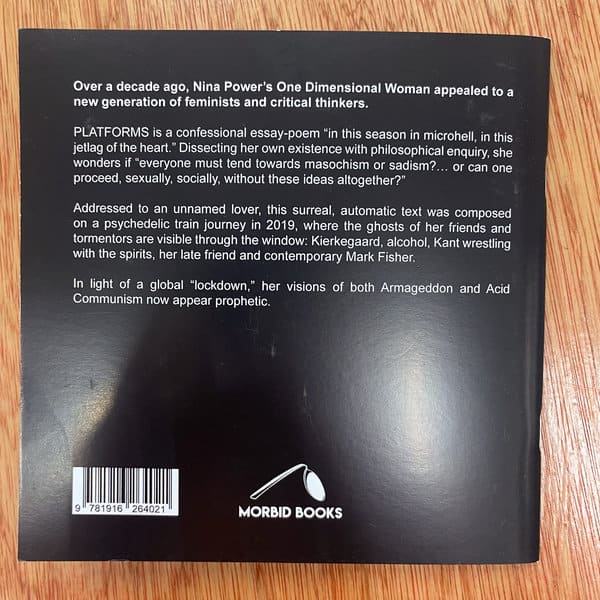 Over a decade ago, Nina Power's One Dimensional Woman appealed to a
new generation of feminists and critical thinkers.
PLATFORMS is a confessional essay-poem “in this season in microhell, in this
jetlag of the heart.” Dissecting her own existence with philosophical enquiry, she
wonders if “everyone must tend towards masochism or sadism?… or can one
proceed, sexually, socially, without these ideas altogether?”
Addressed to an unnamed lover, this surreal, automatic text was composed
on a psychedelic train journey in 2019, where the ghosts of her friends and
tormentors are visible through the window: Kierkegaard, alcohol, Kant wrestling
with the spirits, her late friend and contemporary Mark Fisher.
In light of a global “lockdown,” her visions of both Armageddon and Acid
Communism now appear prophetic.
9 781916 264021
MORBID BOOKS